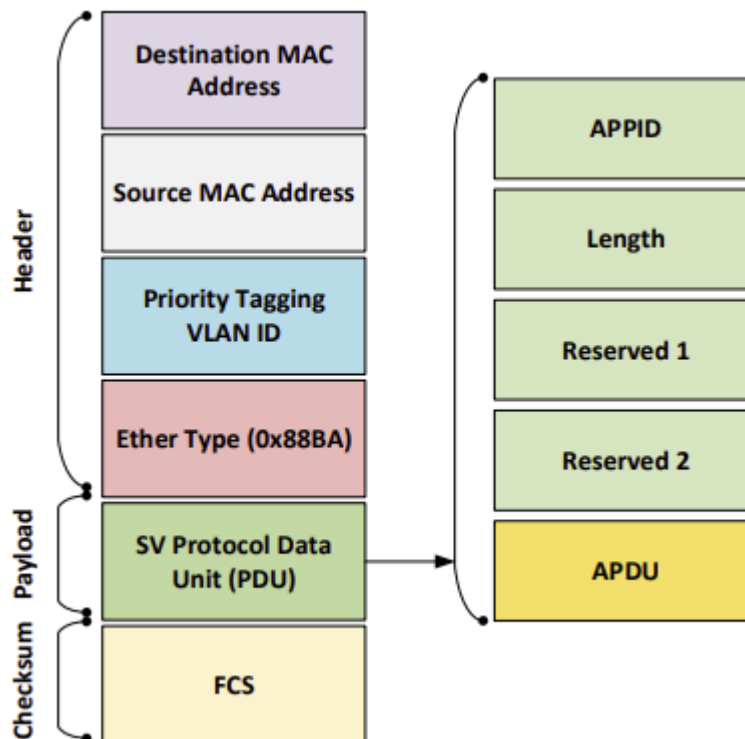 Destination MAC
Address
Source MAC Address
Priority Tagging
VLAN ID
Ether Type (0x88BA)
SV Protocol Data
Unit (PDU)
FCS
Header
Payload
Checksum
APPID
Length
Reserved 1
Reserved 2
APDU